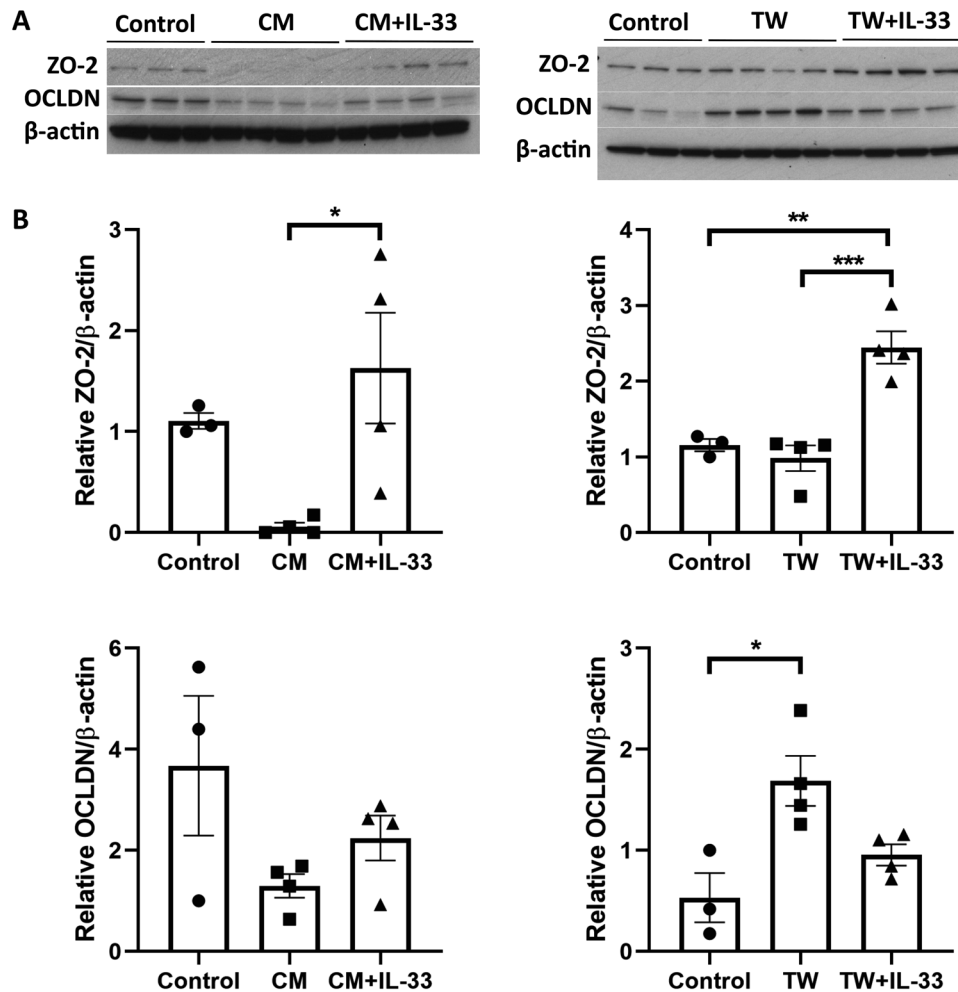 A
Control CM CM+IL-33
ZO-2
OCLDN
β-actin
Control TW TW+IL-33
ZO-2
OCLDN
β-actin
B
Relative ZO-2/β-actin
3
2
1
0
*
Control CM CM+IL-33
Relative ZO-2/β-actin
4
3
2
1
0
**
***
Control TW TW+IL-33
Relative OCLDN/β-actin
6
4
2
0
Control CM CM+IL-33
Relative OCLDN/β-actin
3
2
1
0
*
Control TW TW+IL-33